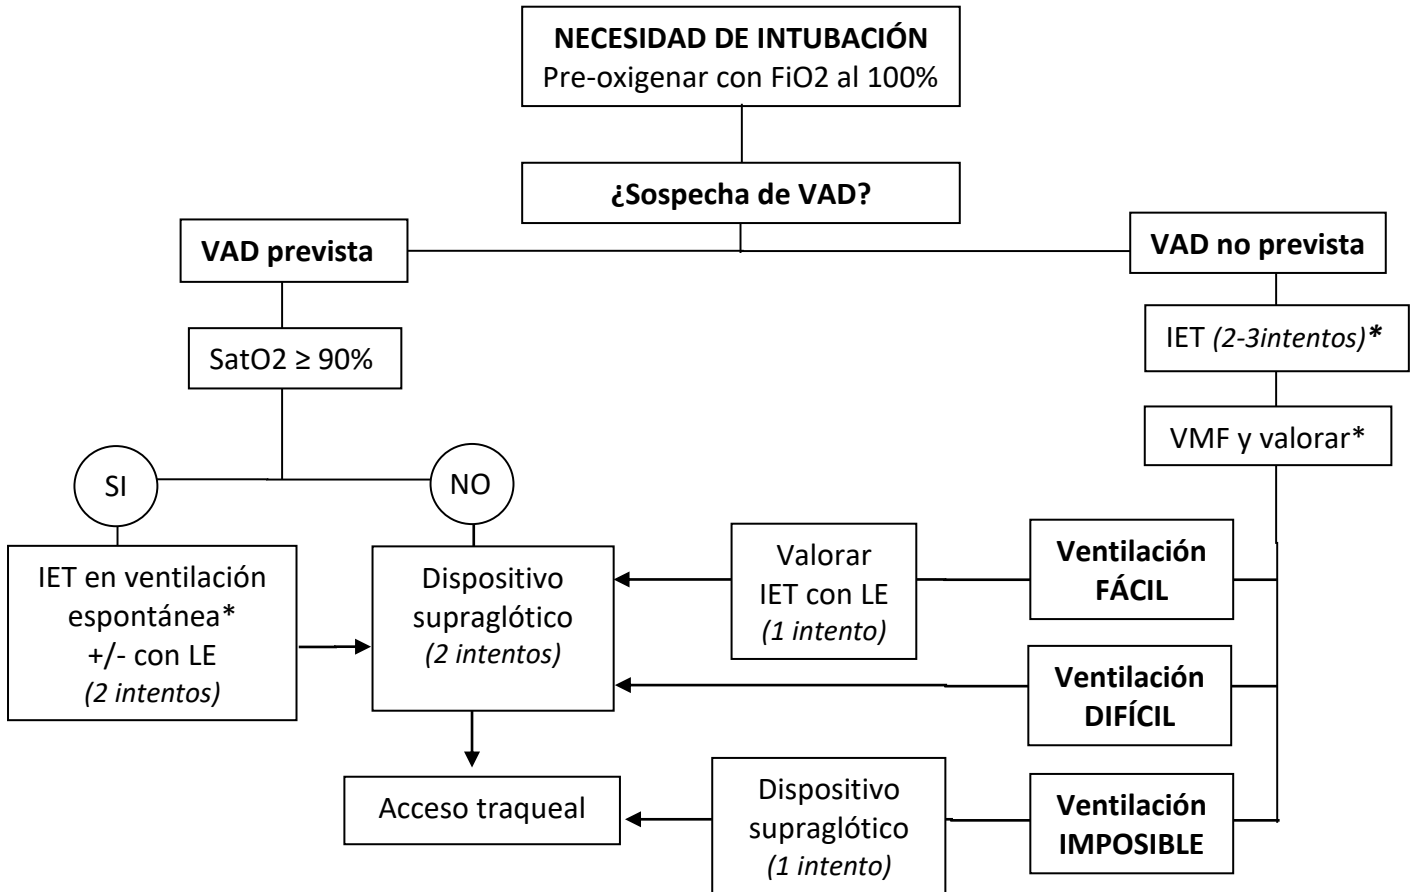 NECESIDAD DE INTUBACIÓN
Pre-oxigenar con FiO2 al 100%
¿Sospecha de VAD?
VAD prevista
VAD no prevista
SatO2 ≥ 90%
IET (2-3intentos)*
VMF y valorar*
SI
NO
IET en ventilación
espontánea*
+/- con LE
(2 intentos)
Dispositivo
supraglótico
(2 intentos)
Valorar
IET con LE
(1 intento)
Ventilación
FÁCIL
Ventilación
DIFÍCIL
Acceso traqueal
Dispositivo
supraglótico
(1 intento)
Ventilación
IMPOSIBLE